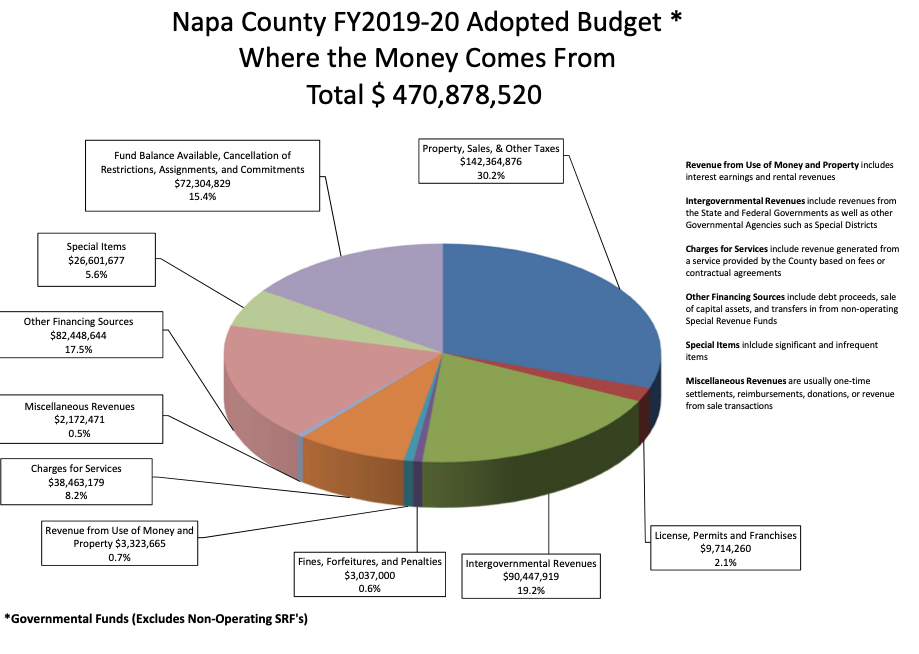 Napa County FY2019-20 Adopted Budget *
Where the Money Comes From
Total $ 470,878,520
Fund Balance Available, Cancellation of
Restrictions, Assignments, and Commitments
$72,304,829
15.4%
Property, Sales, & Other Taxes
$142,364,876
30.2%
Special Items
$26,601,677
5.6%
Other Financing Sources
$82,448,644
17.5%
Miscellaneous Revenues
$2,172,471
0.5%
Charges for Services
$38,463,179
8.2%
Revenue from Use of Money and
Property $3,323,665
0.7%
Fines, Forfeitures, and Penalties
$3,037,000
0.6%
Intergovernmental Revenues
$90,447,919
19.2%
License, Permits and Franchises
$9,714,260
2.1%
Revenue from Use of Money and Property includes
interest earnings and rental revenues
Intergovernmental Revenues include revenues from
the State and Federal Governments as well as other
Governmental Agencies such as Special Districts
Charges for Services include revenue generated from
a service provided by the County based on fees or
contractual agreements
Other Financing Sources include debt proceeds, sale
of capital assets, and transfers in from non-operating
Special Revenue Funds
Special Items inlclude significant and infrequent
items
Miscellaneous Revenues are usually one-time
settlements, reimbursements, donations, or revenue
from sale transactions
*Governmental Funds (Excludes Non-Operating SRF's)